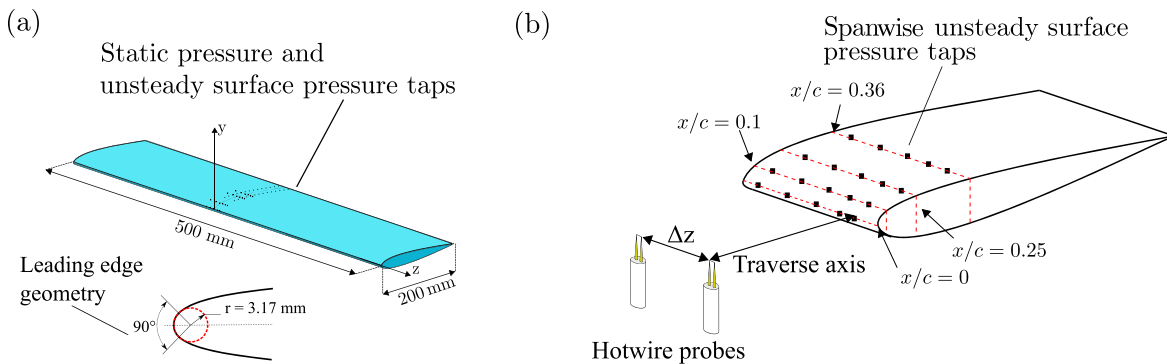 (a)
Static pressure and
unsteady surface pressure taps
y
500 mm
z
200 mm
Leading edge
geometry
90°
r = 3.17 mm
(b)
Spanwise unsteady surface
pressure taps
x/c = 0.36
x/c = 0.1
Δz
Traverse axis
x/c = 0.25
x/c = 0
Hotwire probes